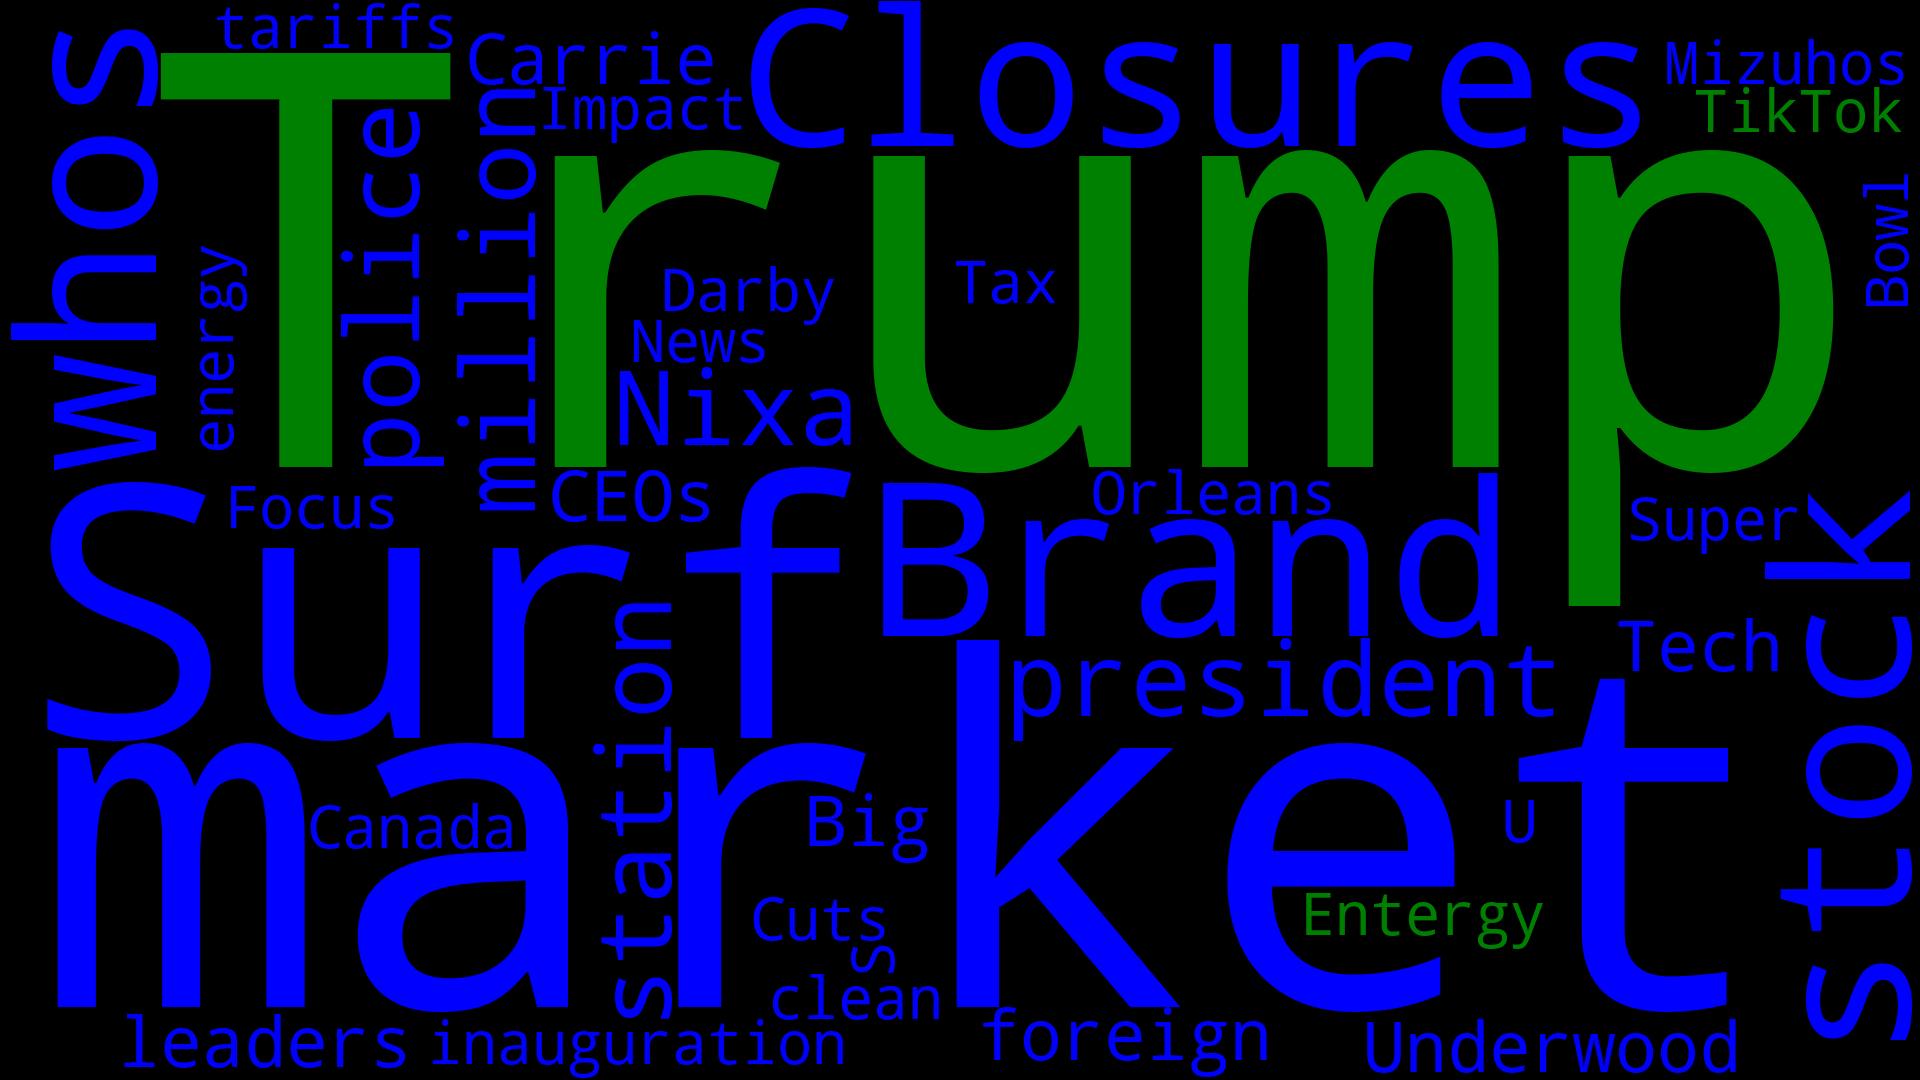 tariffs
Carrie
Closures
Mizuhos
TikTok
Impact
whos
Trump
police
million
energy
Darby
Tax
Bowl
News
Nixa
CEOs
Focus
Surf
Brand
Orleans
Super
stock
Tech
president
station
market
Canada
Big
U
Cuts
Entergy
S
clean
leaders
inauguration
foreign
Underwood